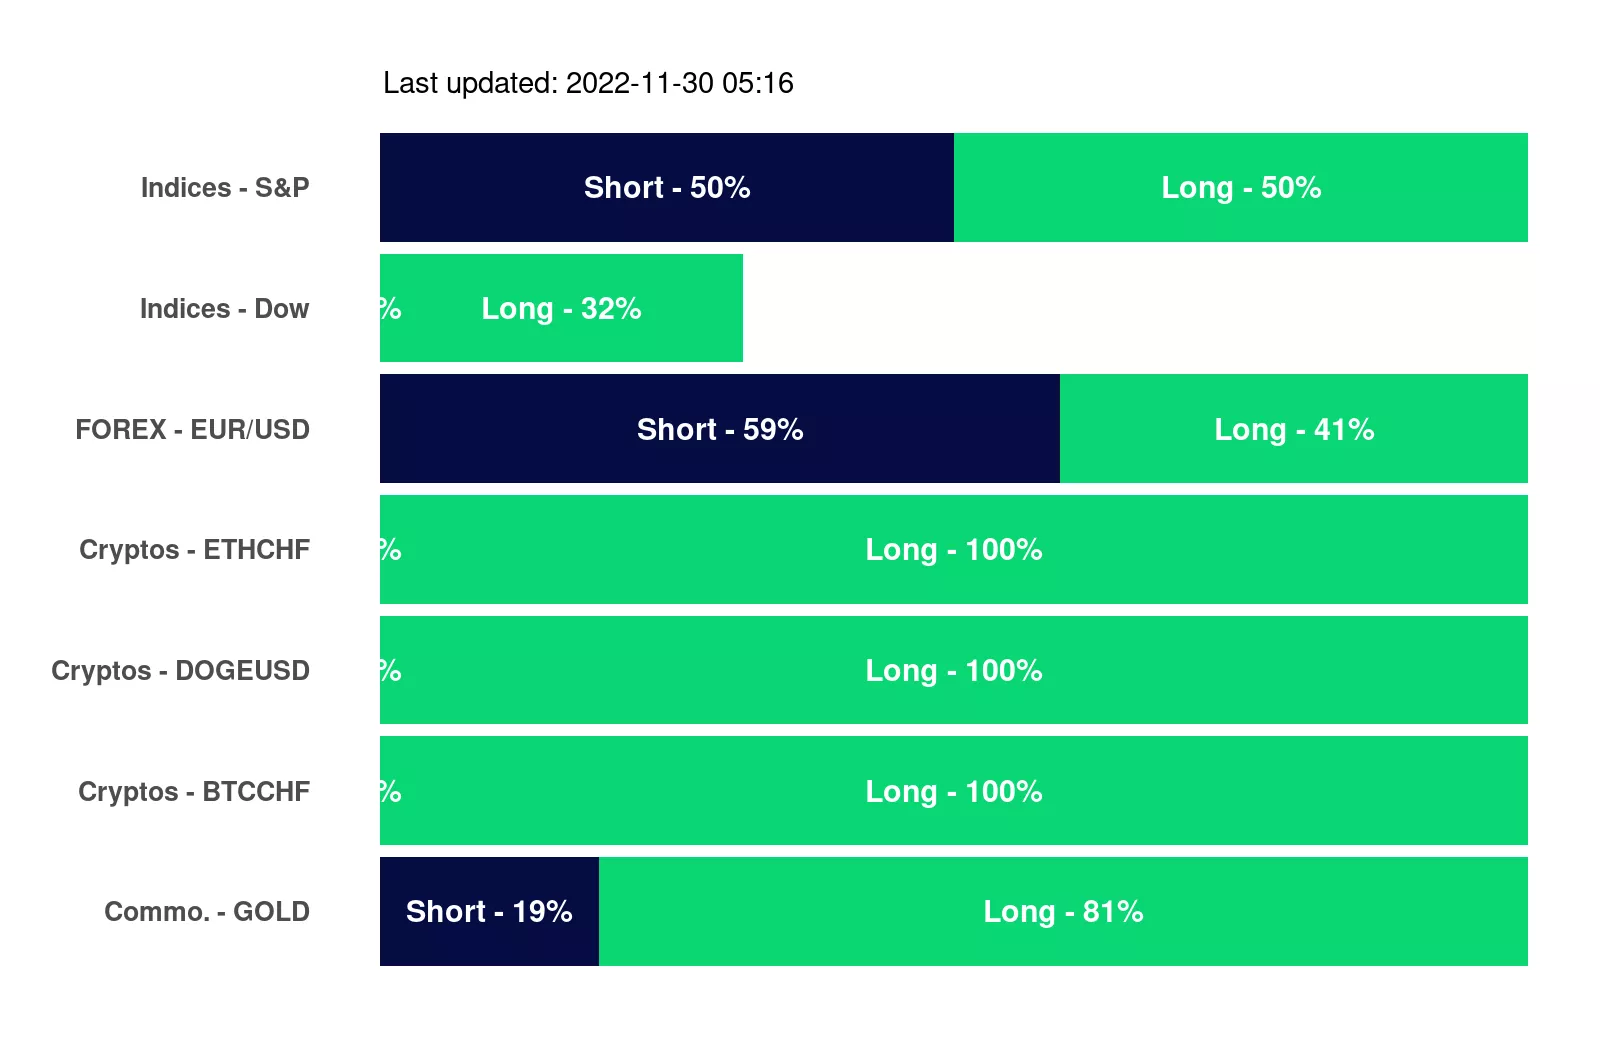 Last updated: 2022-11-30 05:16
Indices - S&P Short - 50% Long - 50%
Indices - Dow % Long - 32%
FOREX - EUR/USD Short - 59% Long - 41%
Cryptos - ETHCHF % Long - 100%
Cryptos - DOGEUSD % Long - 100%
Cryptos - BTCCHF % Long - 100%
Commo. - GOLD Short - 19% Long - 81%